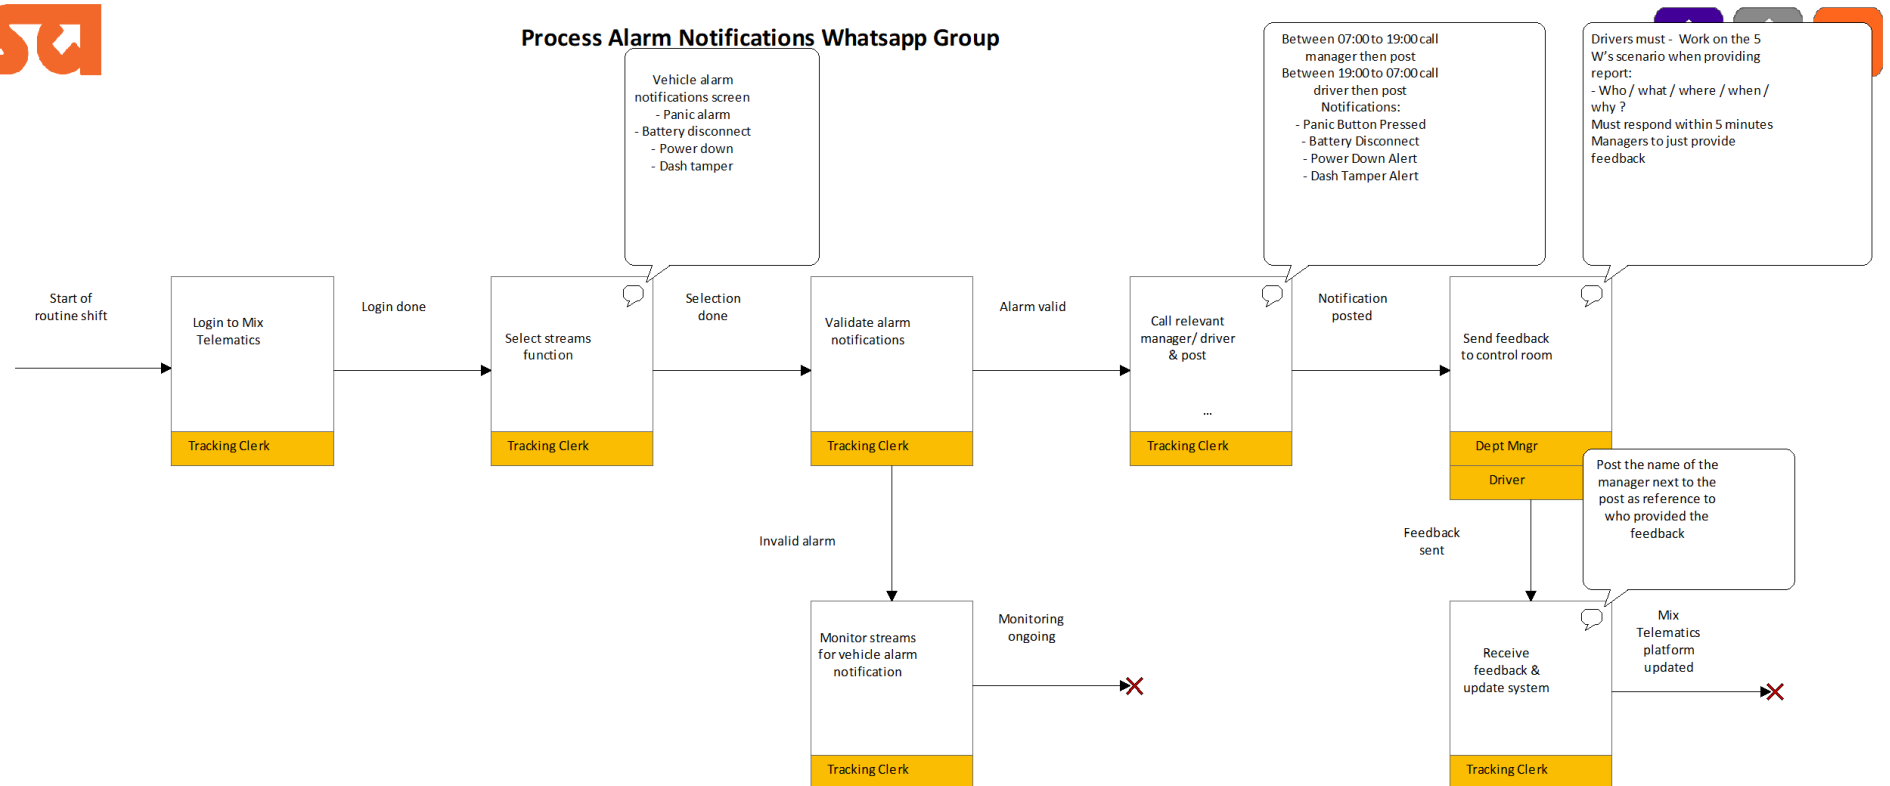 sa
Process Alarm Notifications Whatsapp Group
Vehicle alarm
notifications screen
- Panic alarm
- Battery disconnect
- Power down
- Dash tamper
Between 07:00 to 19:00 call
manager then post
Between 19:00 to 07:00 call
driver then post
Notifications:
- Panic Button Pressed
- Battery Disconnect
- Power Down Alert
- Dash Tamper Alert
Drivers must - Work on the 5
W's scenario when providing
report:
- Who / what / where / when /
why ?
Must respond within 5 minutes
Managers to just provide
feedback
Start of
routine shift
Login to Mix
Telematics
Tracking Clerk
Login done
Select streams
function
Tracking Clerk
Selection
done
Validate alarm
notifications
Tracking Clerk
Alarm valid
Call relevant
manager/ driver
& post
...
Tracking Clerk
Notification
posted
Send feedback
to control room
Dept Mngr
Driver
Post the name of the
manager next to the
post as reference to
who provided the
feedback
Invalid alarm
Feedback
sent
Monitor streams
for vehicle alarm
notification
Tracking Clerk
Monitoring
ongoing
Receive
feedback &
update system
Tracking Clerk
Mix
Telematics
platform
updated